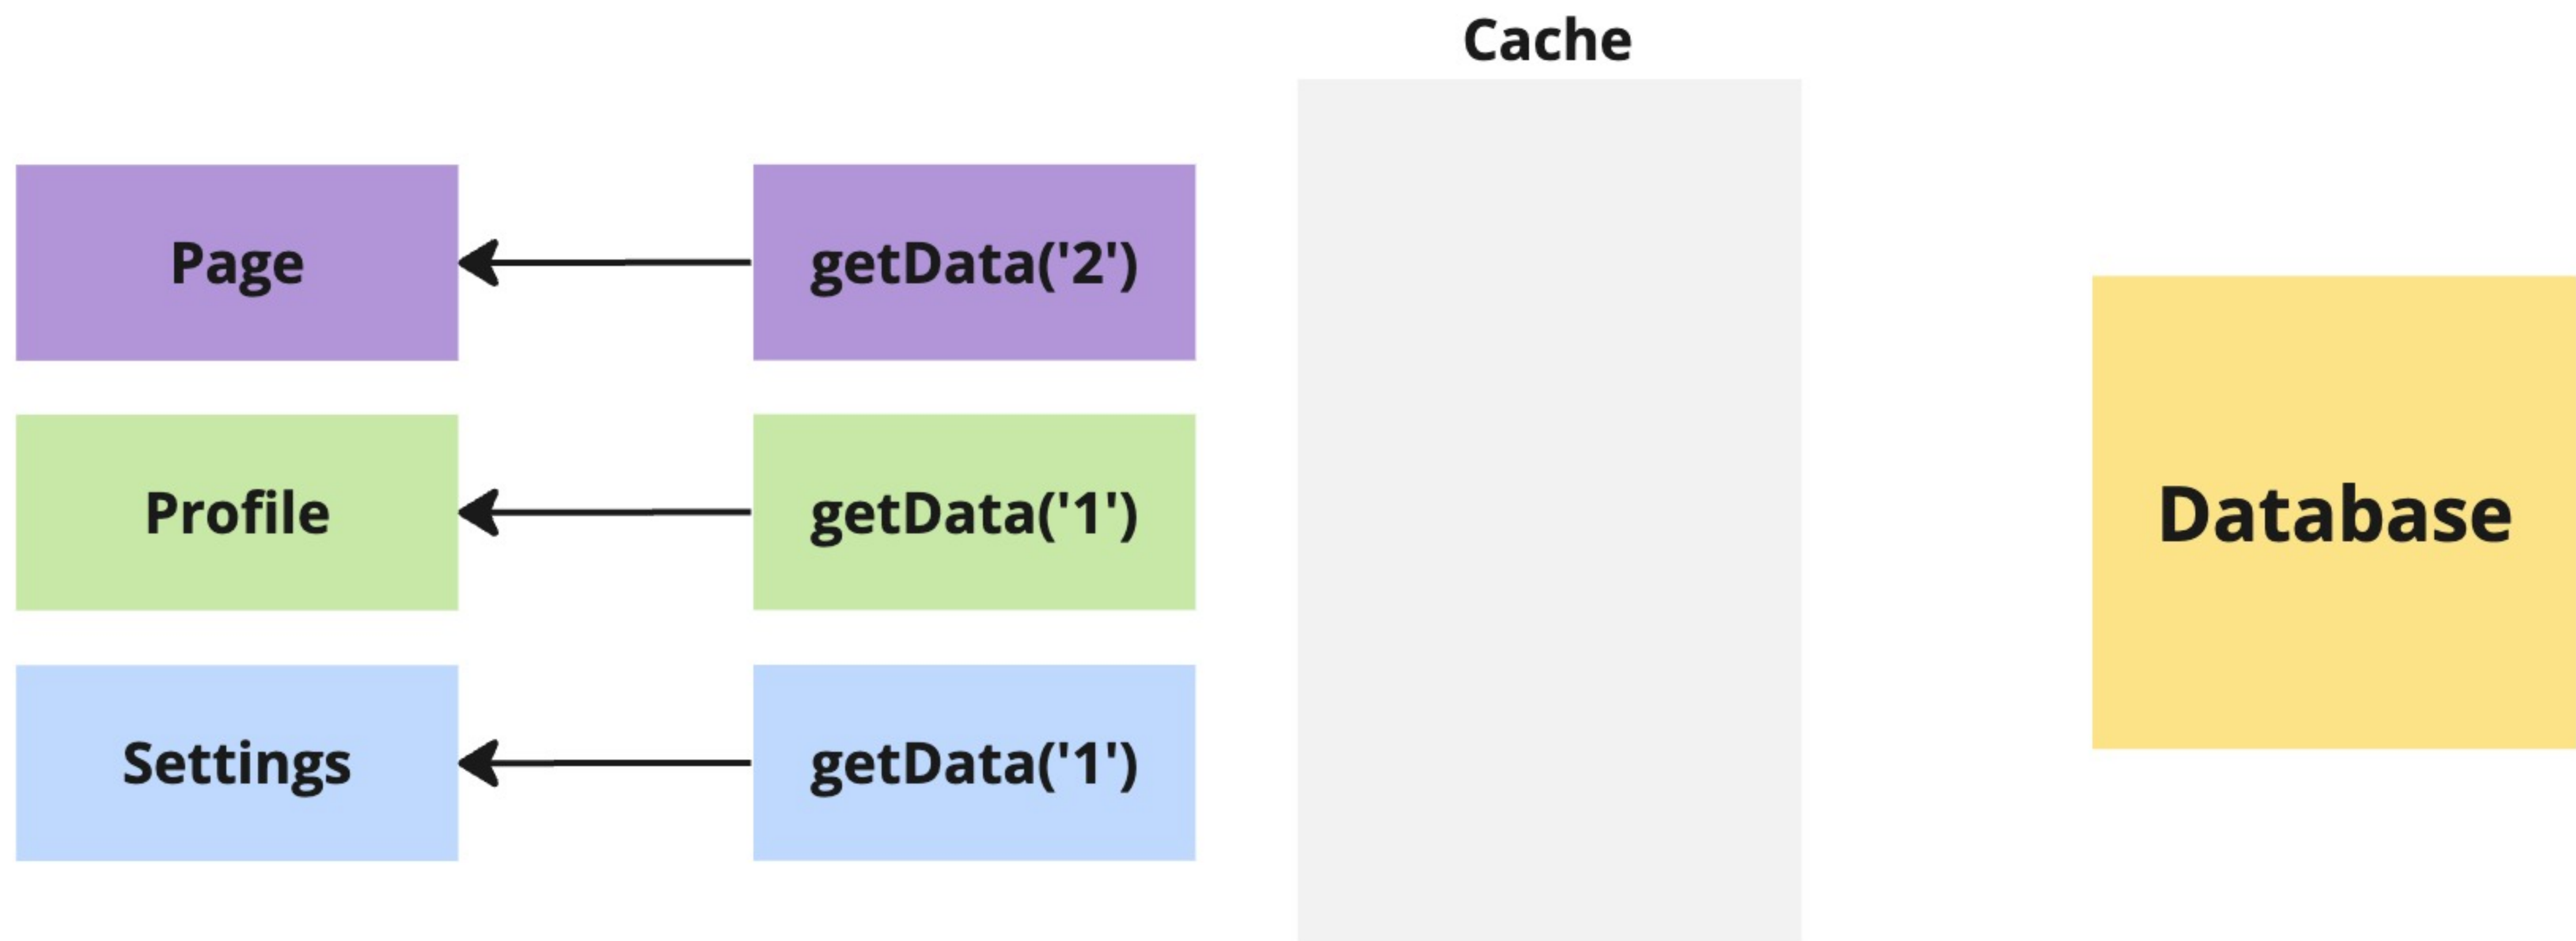 Cache
Page
getData('2')
Profile
getData('1')
Database
Settings
getData('1')